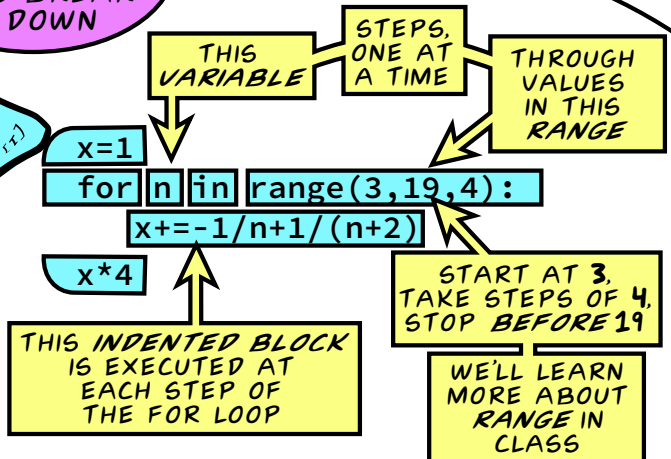 BREAK
DOWN
THIS
VARIABLE
STEPS,
ONE AT
A TIME
THROUGH
VALUES
IN THIS
RANGE
x=1
for n in range(3,19,4):
x+=-1/n+1/(n+2)
x*4
THIS INDENTED BLOCK
IS EXECUTED AT
EACH STEP OF
THE FOR LOOP
START AT 3,
TAKE STEPS OF 4,
STOP BEFORE 19
WE'LL LEARN
MORE ABOUT
RANGE IN
CLASS